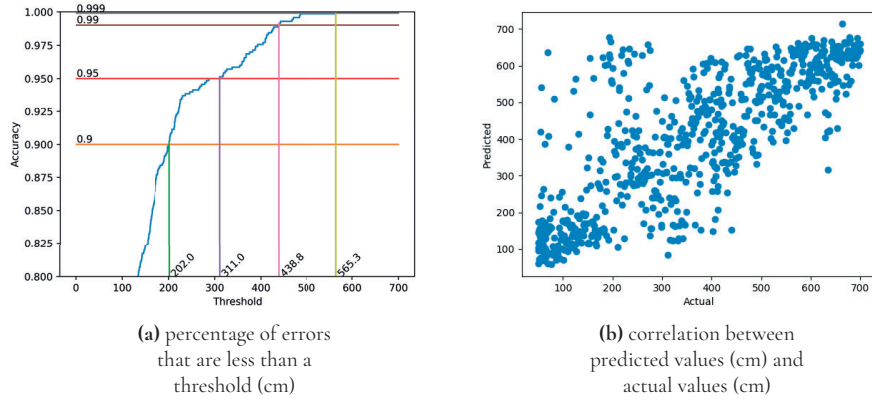 1.000
0.975
0.950
0.925
0.900
0.875
0.850
0.825
0.800
Accuracy
0.999
0.99
0.95
0.9
202.0
311.0
438.8
565.3
0 100 200 300 400 500 600 700
Threshold
(a) percentage of errors
that are less than a
threshold (cm)
700
600
500
400
300
200
100
Predicted
100 200 300 400 500 600 700
Actual
(b) correlation between
predicted values (cm) and
actual values (cm)